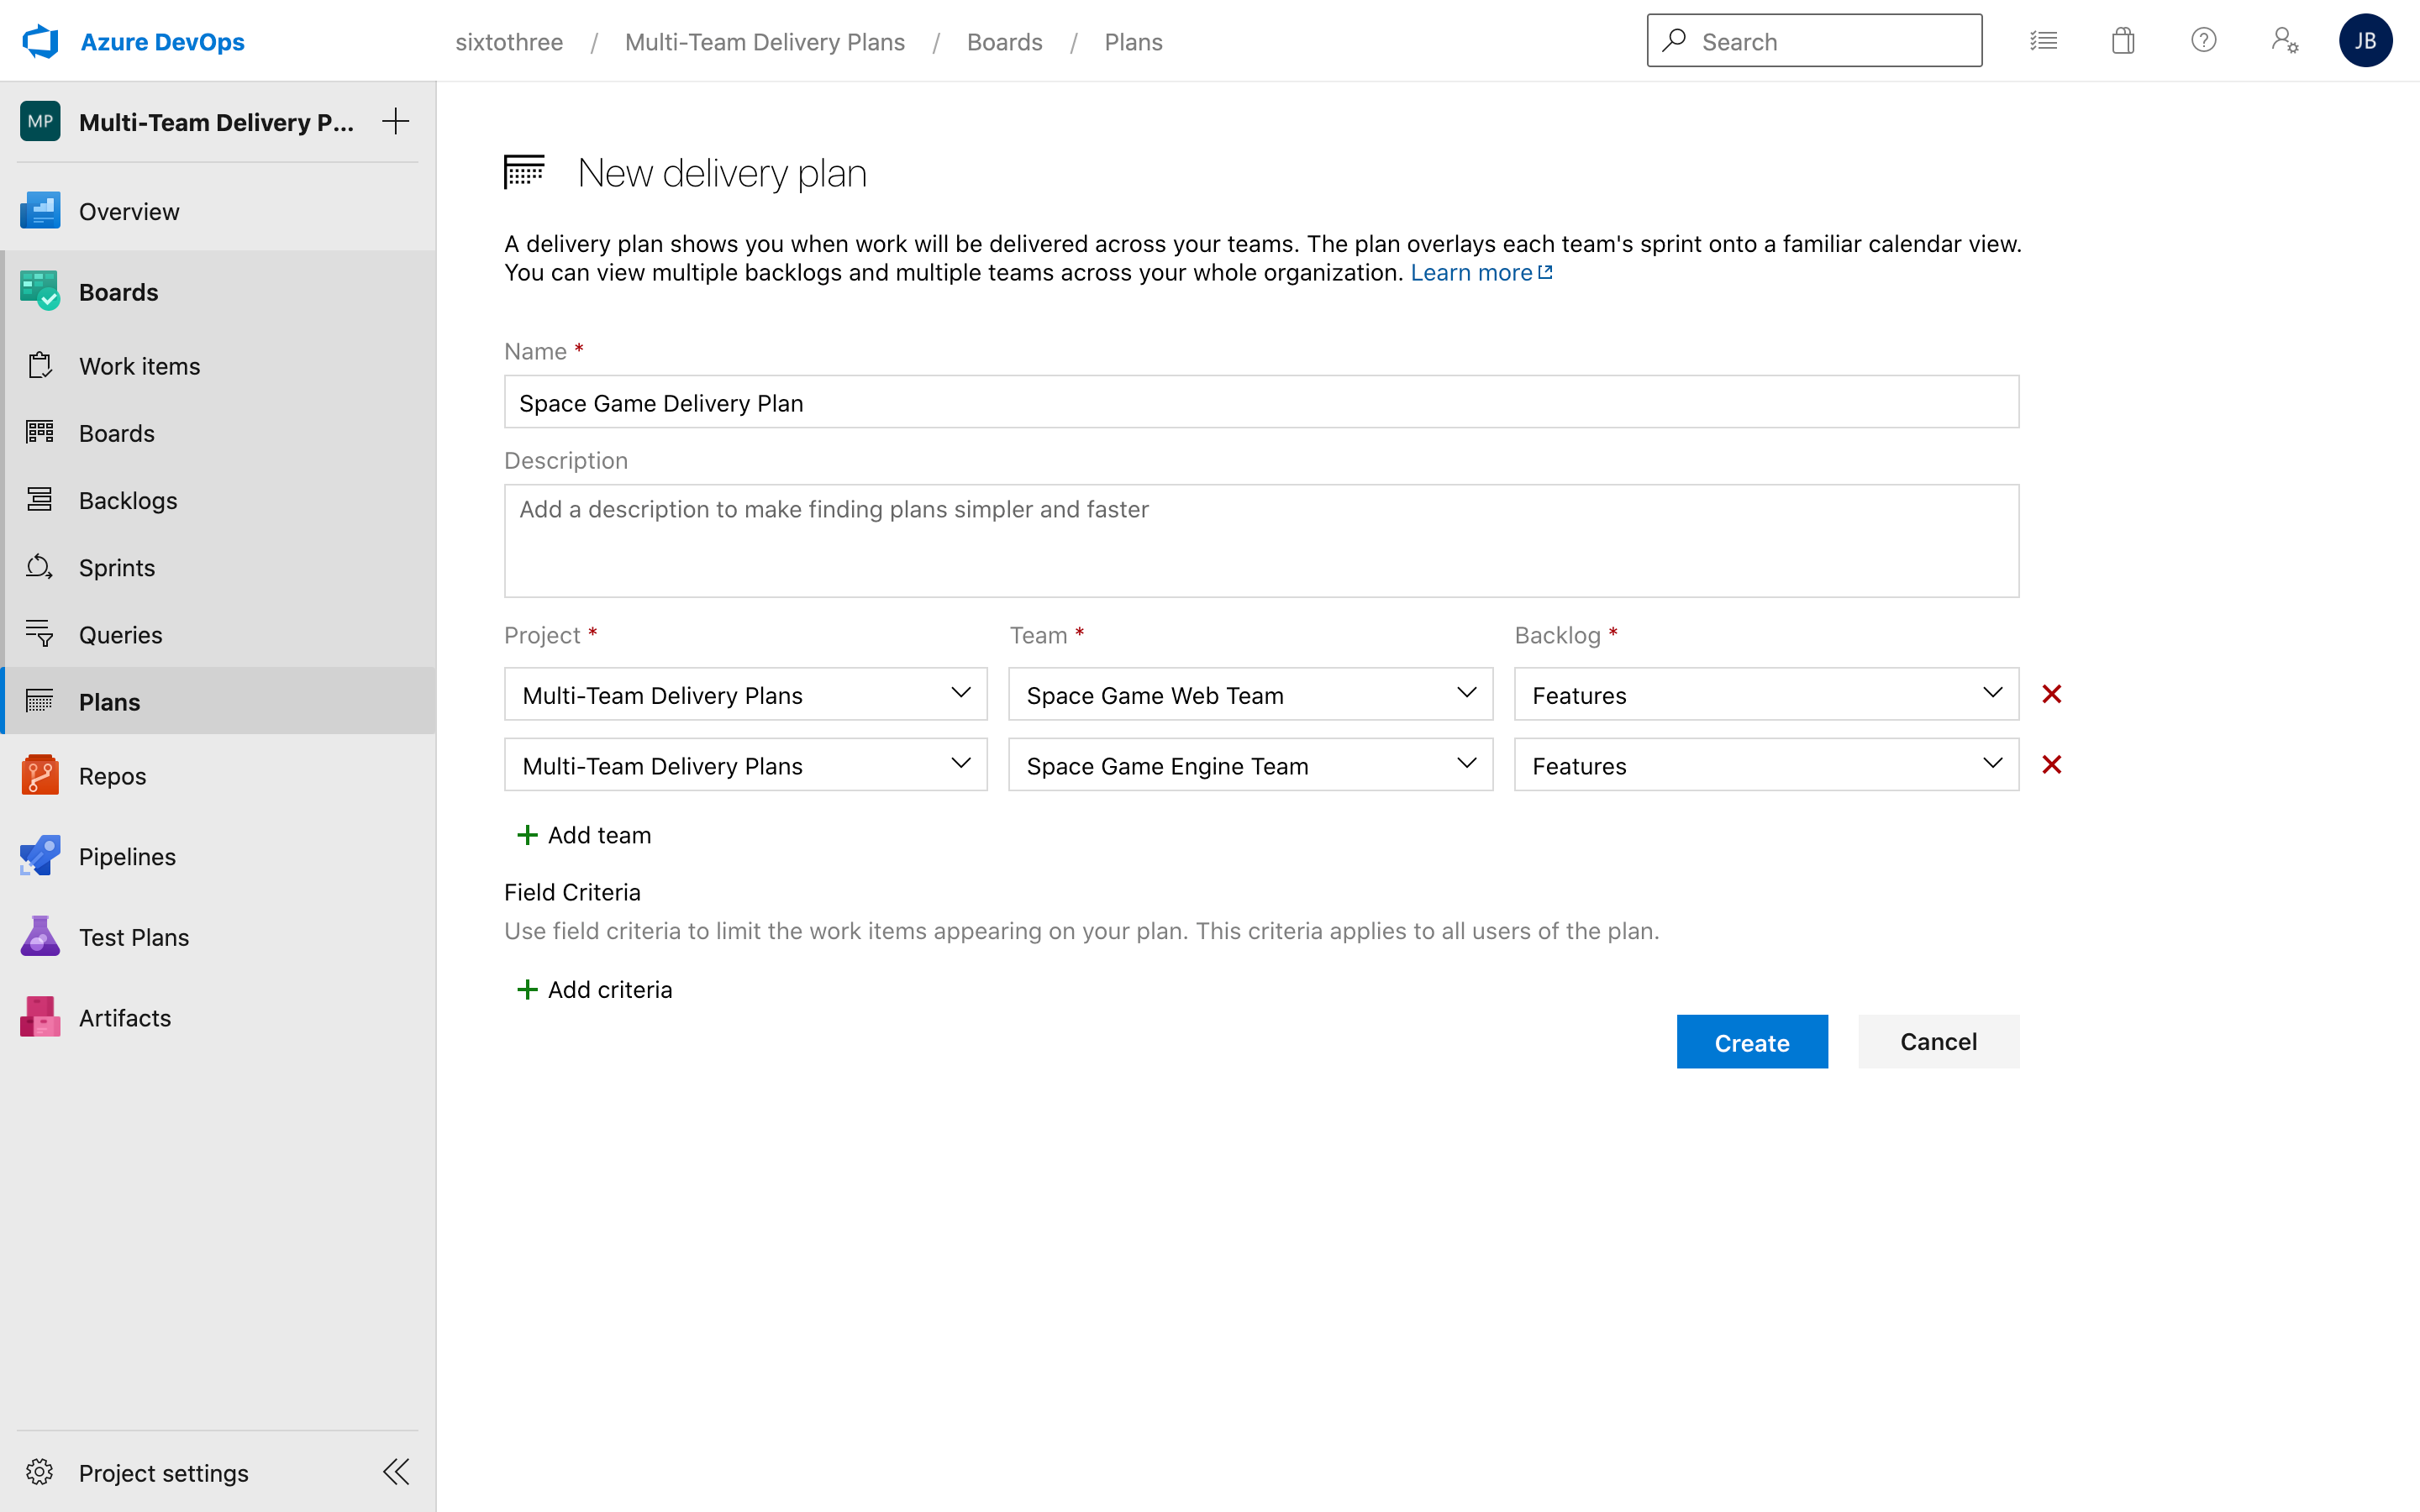 Azure DevOps
sixtothree / Multi-Team Delivery Plans / Boards / Plans
Search
JB
MP Multi-Team Delivery P...
Overview
Boards
Work items
Boards
Backlogs
Sprints
Queries
Plans
Repos
Pipelines
Test Plans
Artifacts
Project settings
New delivery plan
A delivery plan shows you when work will be delivered across your teams. The plan overlays each team's sprint onto a familiar calendar view.
You can view multiple backlogs and multiple teams across your whole organization. Learn more
Name *
Space Game Delivery Plan
Description
Add a description to make finding plans simpler and faster
Project * Team * Backlog *
Multi-Team Delivery Plans Space Game Web Team Features
Multi-Team Delivery Plans Space Game Engine Team Features
Add team
Field Criteria
Use field criteria to limit the work items appearing on your plan. This criteria applies to all users of the plan.
Add criteria
Create Cancel